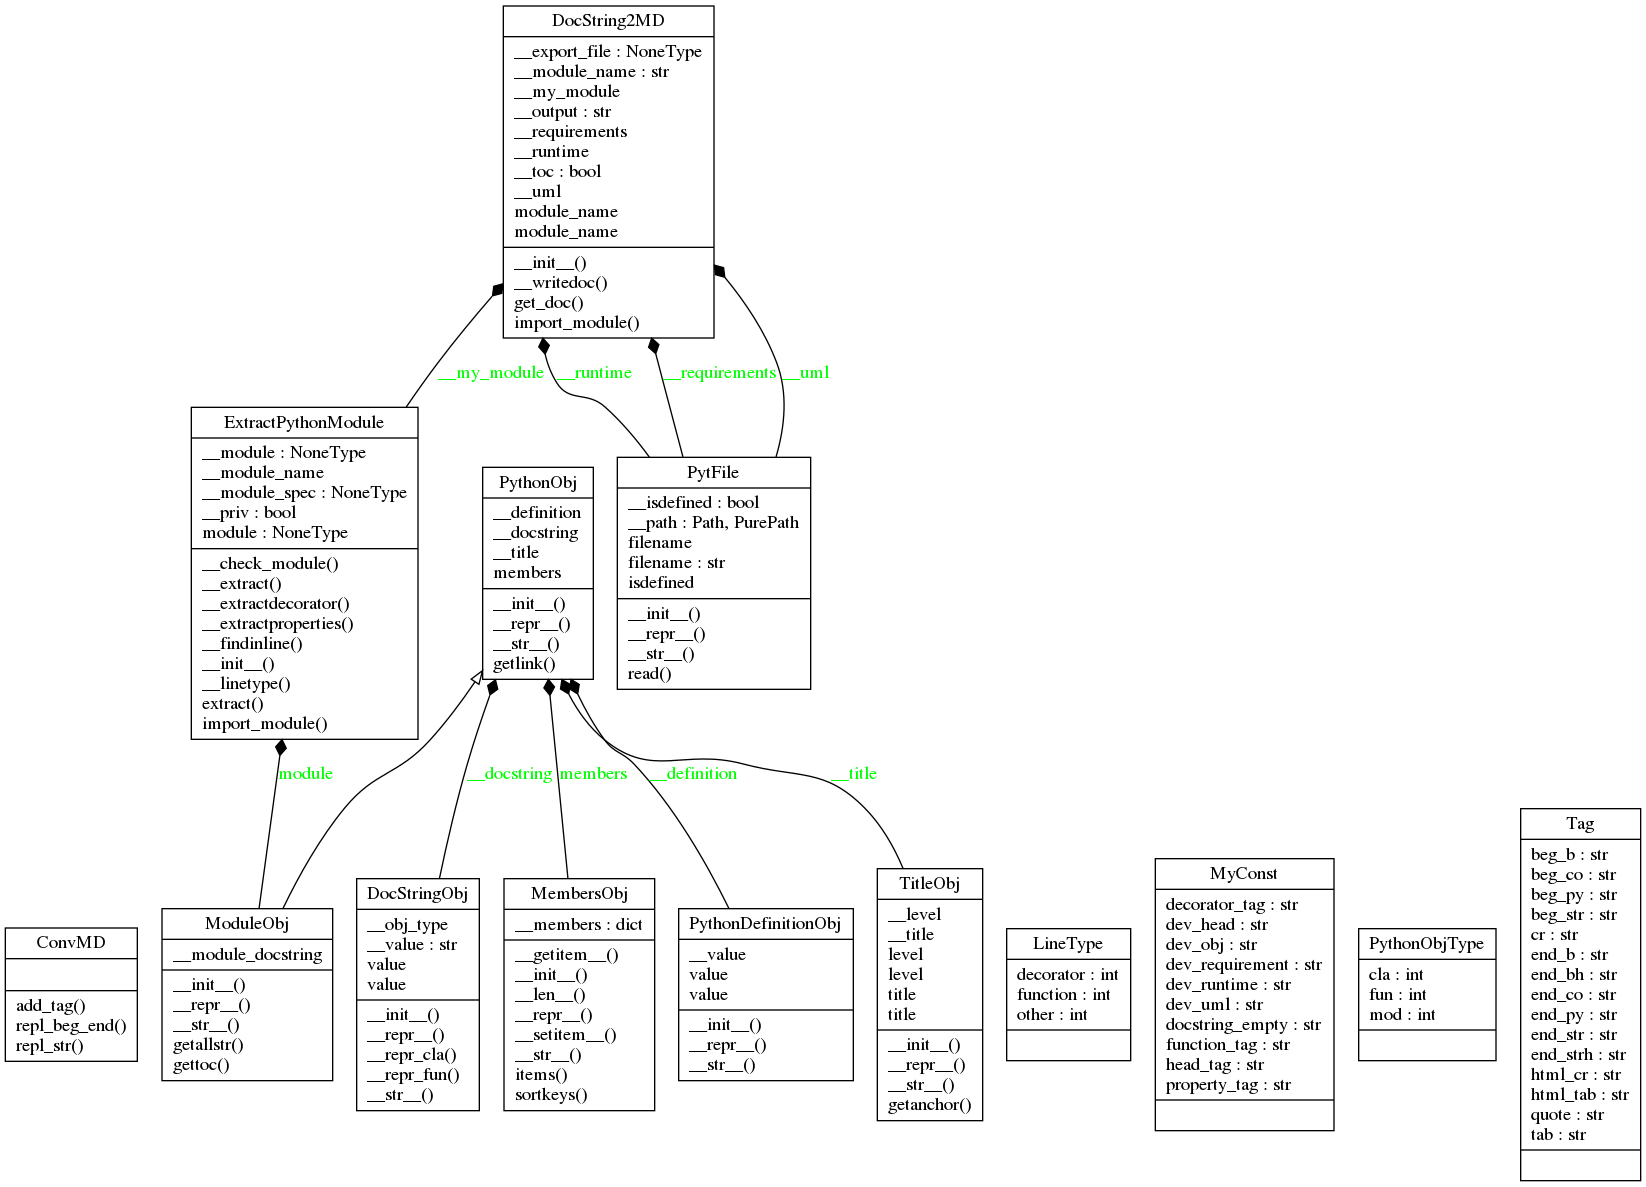 DocString2MD
__export_file : NoneType
__module_name : str
__my_module
__output : str
__requirements
__runtime
__toc : bool
__uml
module_name
module_name
__init__()
__writedoc()
get_doc()
import_module()
__my_module
__runtime
__requirements
__uml
ExtractPythonModule
__module : NoneType
__module_name
__module_spec : NoneType
__priv : bool
module : NoneType
__check_module()
__extract()
__extractdecorator()
__extractproperties()
__findinline()
__init__()
__linetype()
extract()
import_module()
PythonObj
__definition
__docstring
__title
members
__init__()
__repr__()
__str__()
getlink()
PytFile
__isdefined : bool
__path : Path, PurePath
filename
filename : str
isdefined
__init__()
__repr__()
__str__()
read()
module
__docstring
members
__definition
__title
ConvMD
add_tag()
repl_beg_end()
repl_str()
ModuleObj
__module_docstring
__init__()
__repr__()
__str__()
getallstr()
gettoc()
DocStringObj
__obj_type
__value : str
value
value
__init__()
__repr__()
__repr_cla()
__repr_fun()
__str__()
MembersObj
__members : dict
__getitem__()
__init__()
__len__()
__repr__()
__setitem__()
__str__()
items()
sortkeys()
PythonDefinitionObj
__value
value
value
__init__()
__repr__()
__str__()
TitleObj
__level
__title
level
level
title
title
__init__()
__repr__()
__str__()
getanchor()
LineType
decorator : int
function : int
other : int
MyConst
decorator_tag : str
dev_head : str
dev_obj : str
dev_requirement : str
dev_runtime : str
dev_uml : str
docstring_empty : str
function_tag : str
head_tag : str
property_tag : str
PythonObjType
cla : int
fun : int
mod : int
Tag
beg_b : str
beg_co : str
beg_py : str
beg_str : str
cr : str
end_b : str
end_bh : str
end_co : str
end_py : str
end_str : str
end_strh : str
html_cr : str
html_tab : str
quote : str
tab : str